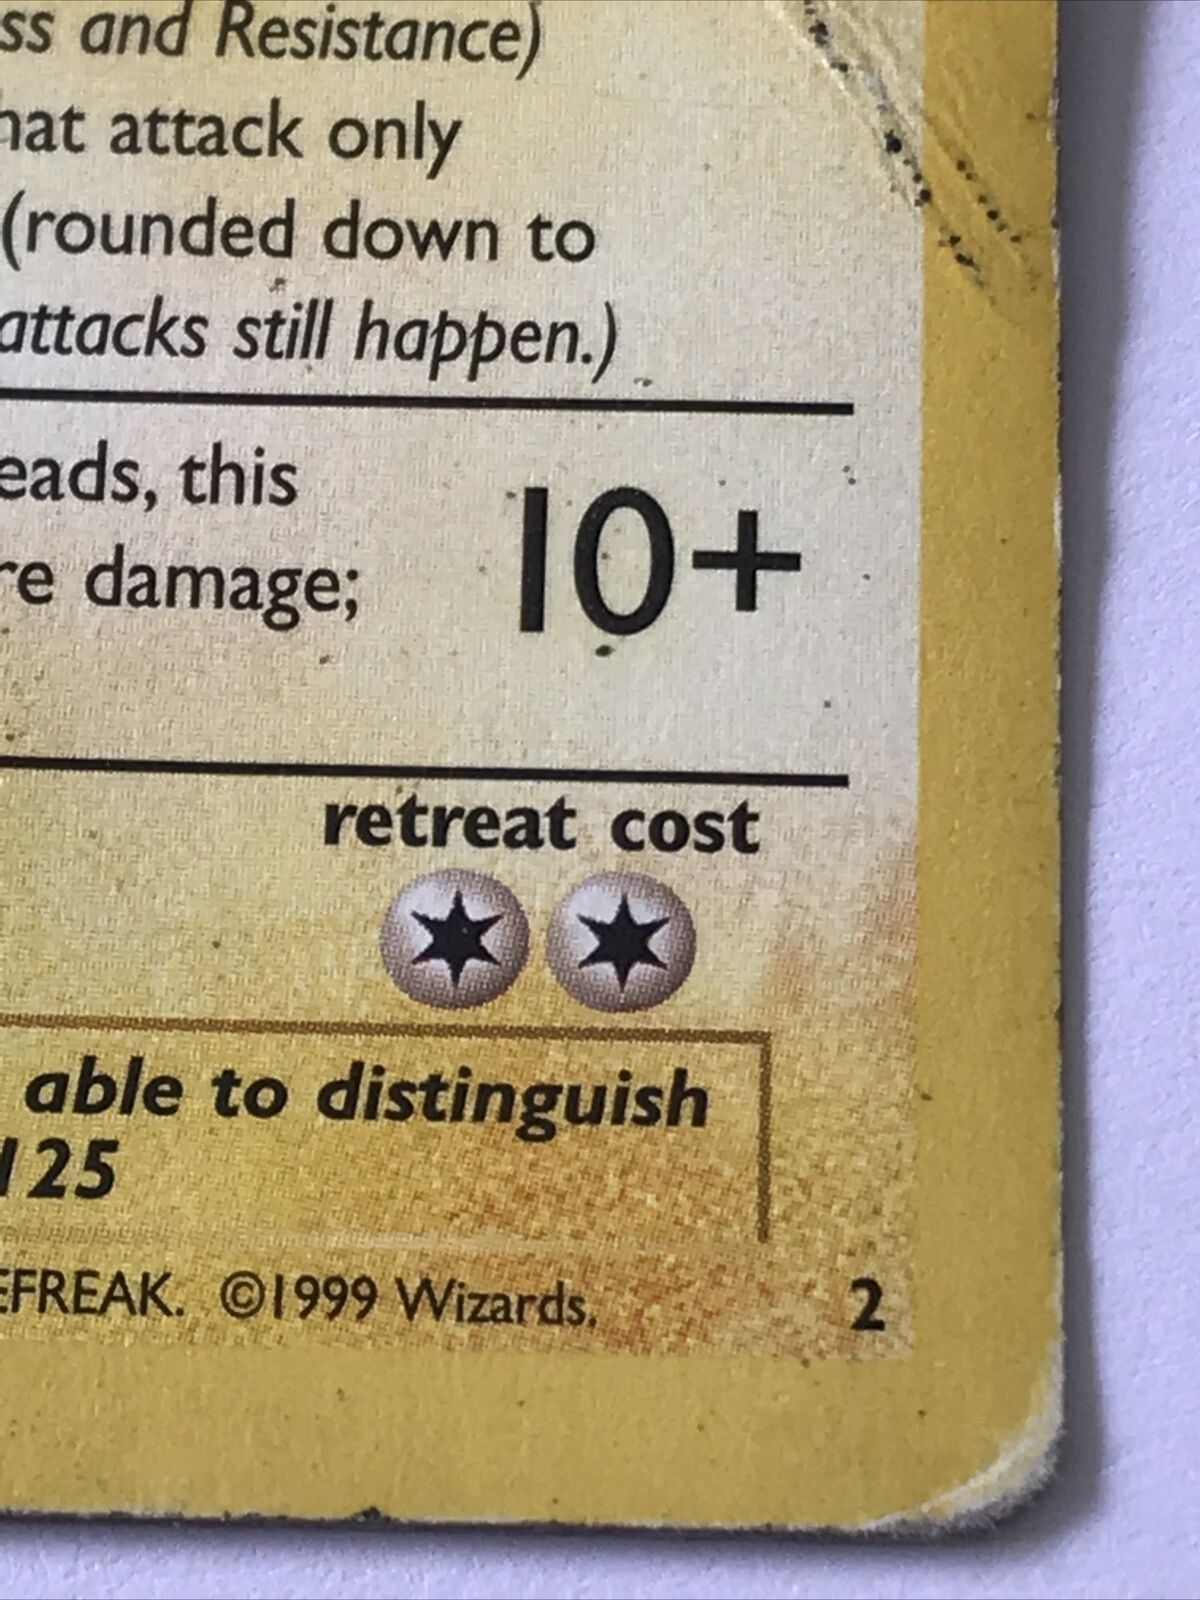 ss and Resistance)
hat attack only
(rounded down to
attacks still happen.)
eads, this
re damage;
10+
retreat cost
able to distinguish
125
EFREAK. ©1999 Wizards.
2